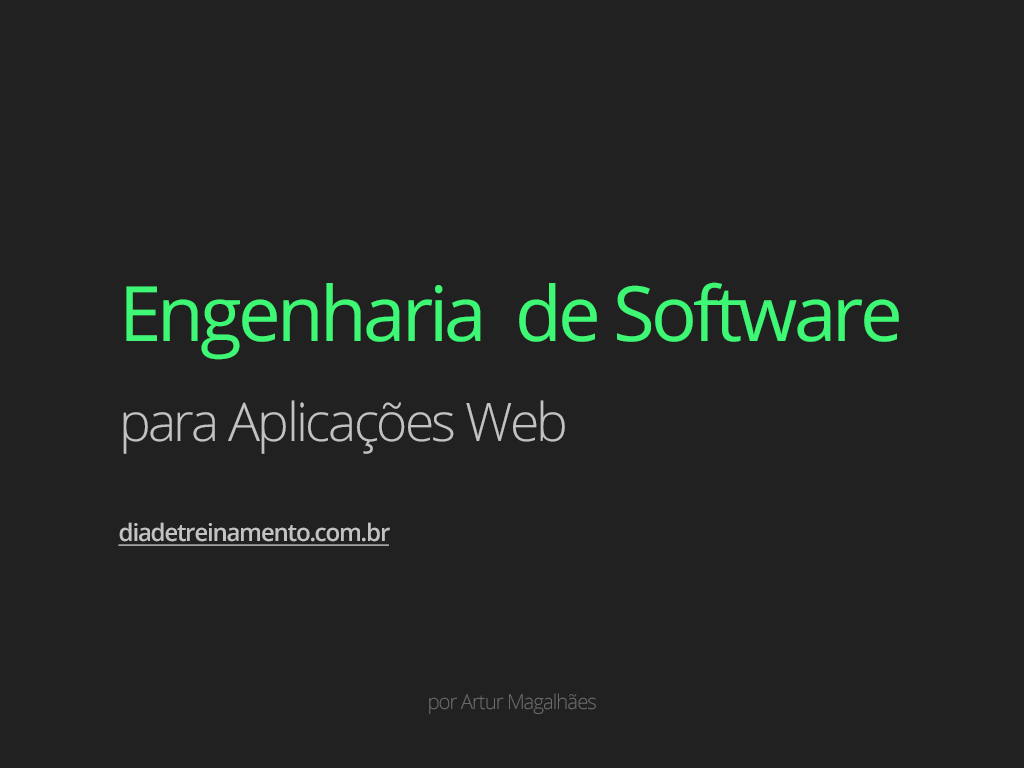 Engenharia de Software
para Aplicações Web
diadetreinamento.com.br
por Artur Magalhães